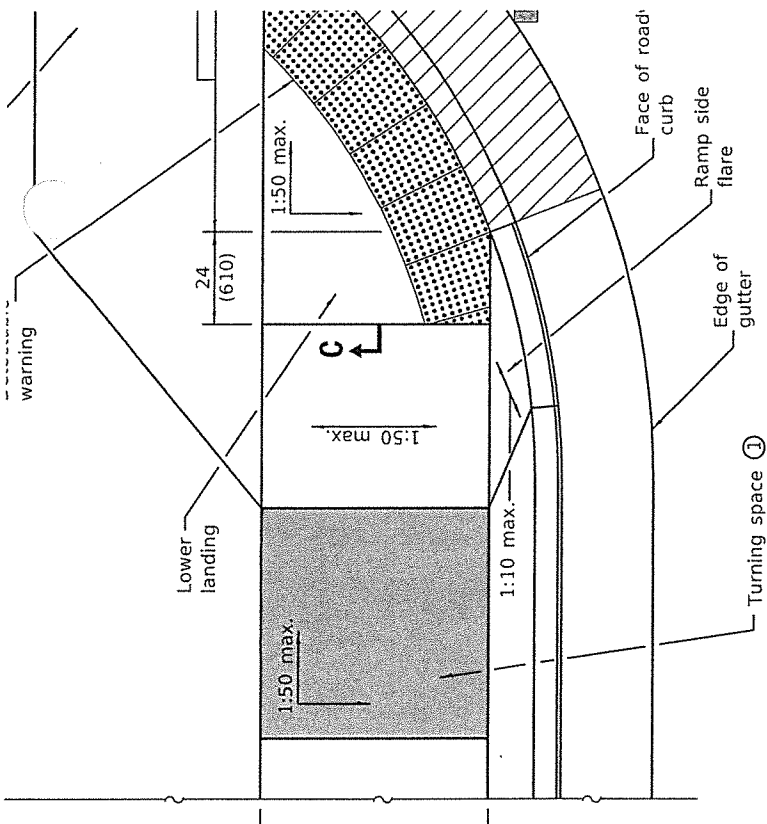 warning
24
(610)
1:50 max.
Face of road
curb
Ramp side
flare
C
1:50 max.
Edge of
gutter
Lower
landing
1:10 max.
1:50 max.
Turning space 1